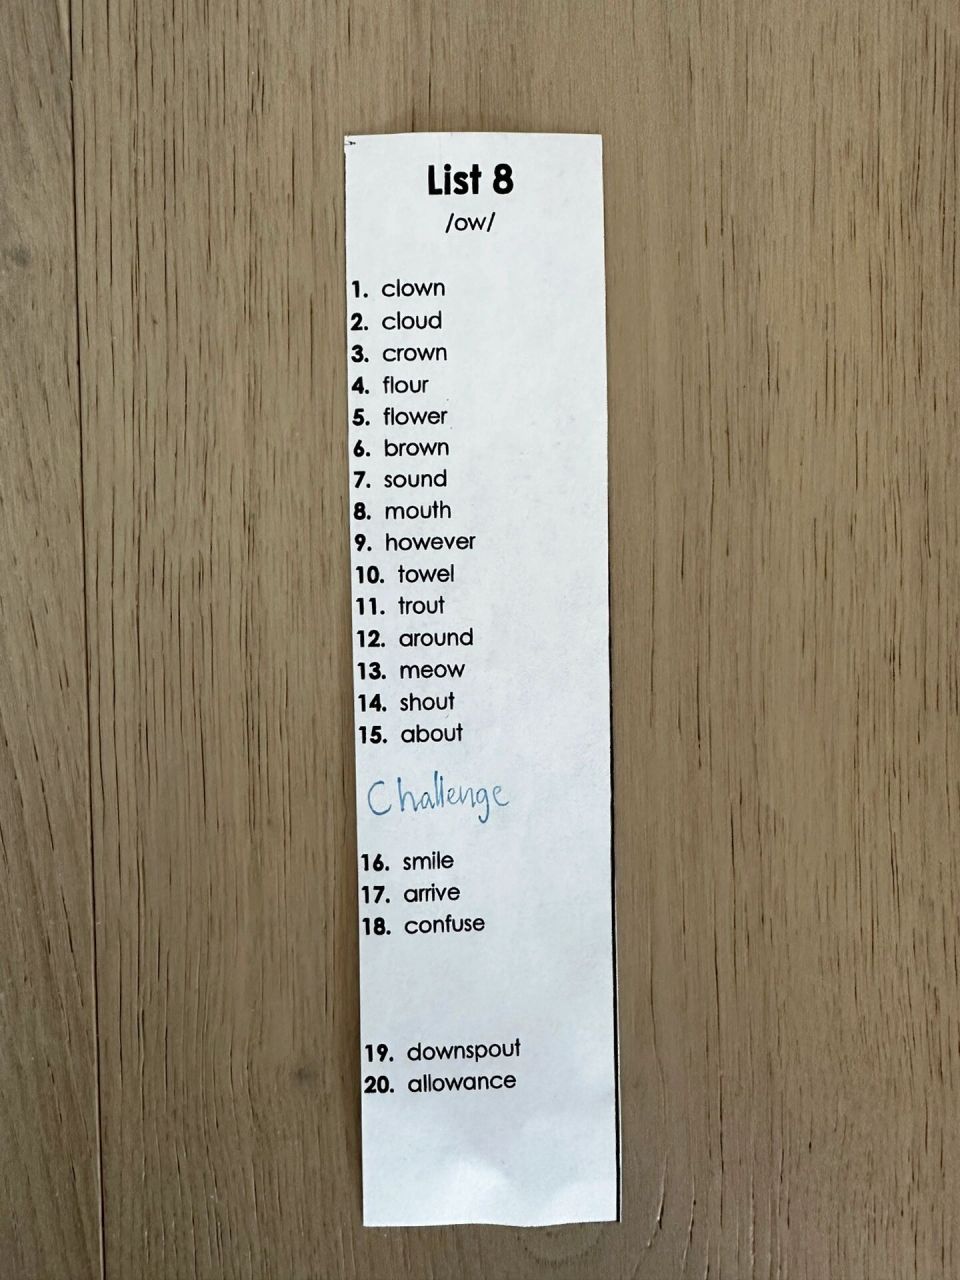 List 8
/ow/
1. clown
2. cloud
3. crown
4. flour
5. flower
6. brown
7. sound
8. mouth
9. however
10. towel
11. trout
12. around
13. meow
14. shout
15. about
Challenge
16. smile
17. arrive
18. confuse
19. downspout
20. allowance